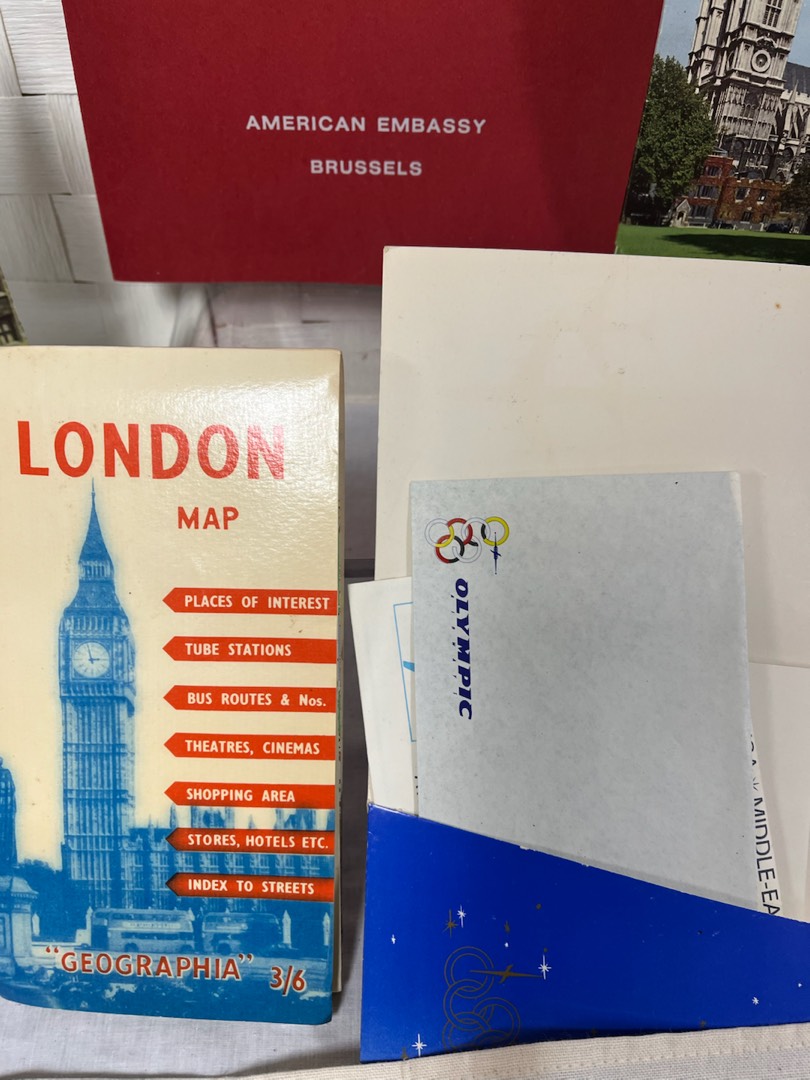 AMERICAN EMBASSY
BRUSSELS
LONDON
MAP
PLACES OF INTEREST
TUBE STATIONS
BUS ROUTES & Nos.
THEATRES, CINEMAS
SHOPPING AREA
STORES, HOTELS ETC.
INDEX TO STREETS
"GEOGRAPHIA" 3/6
OLYMPIC
MIDDLE-EA